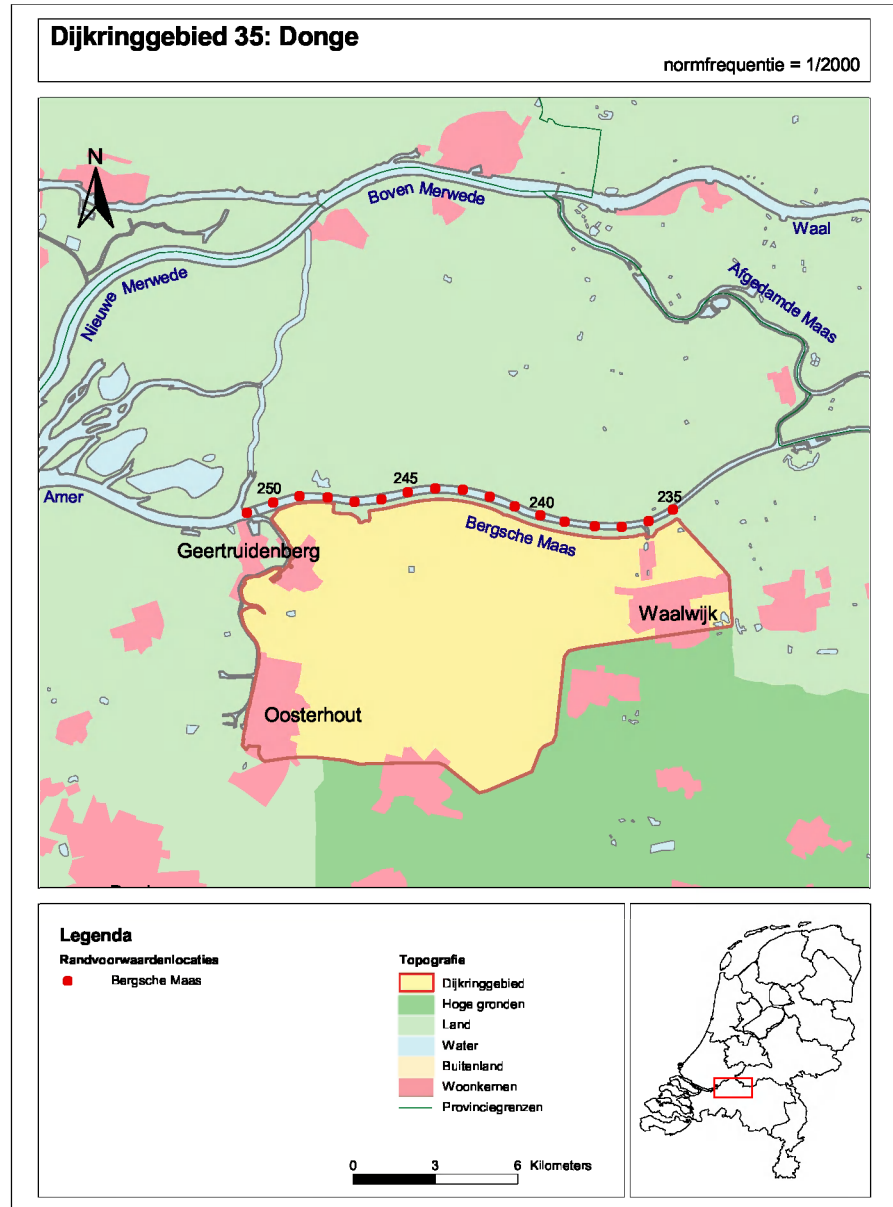 Dijkringgebied 35: Donge
normfrequentie = 1/2000
N
Boven Merwede
Waal
Nieuwe Merwede
Afgedamde Maas
Amer
250
245
240
235
Bergsche Maas
Geertruidenberg
Waalwijk
Oosterhout
Legenda
Randvoorwaardenlocaties
Bergsche Maas
Topografie
Dijkringgebied
Hoge gronden
Land
Water
Buitenland
Woonkernen
Provinciegrenzen
0 3 6 Kilometers